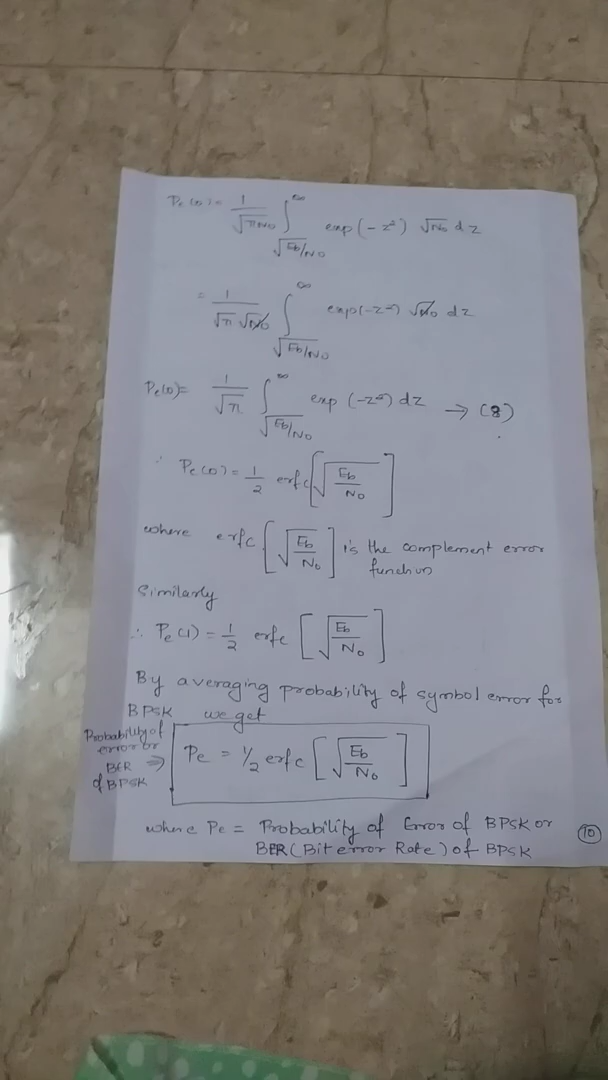 Pe(0) = 1/√πN0 ∫_{√Eb/N0}^{∞} exp(-z²) √N0 dz
= 1/√π √N0 ∫_{√Eb/N0}^{∞} exp(-z²) √N0 dz
Pe(0) = 1/√π ∫_{√Eb/N0}^{∞} exp (-z²) dz → (8)
∴ Pe(0) = 1/2 erfc[√Eb/N0]
where erfc[√Eb/N0] is the complement error
function
Similarly
∴ Pe(1) = 1/2 erfc [√Eb/N0]
By averaging probability of symbol error for
BPSK we get
Probability of
error or
BER ⇒
of BPSK
Pe = 1/2 erfc [√Eb/N0]
where Pe = Probability of Error of BPSK or
BER (Bit error Rate) of BPSK
10